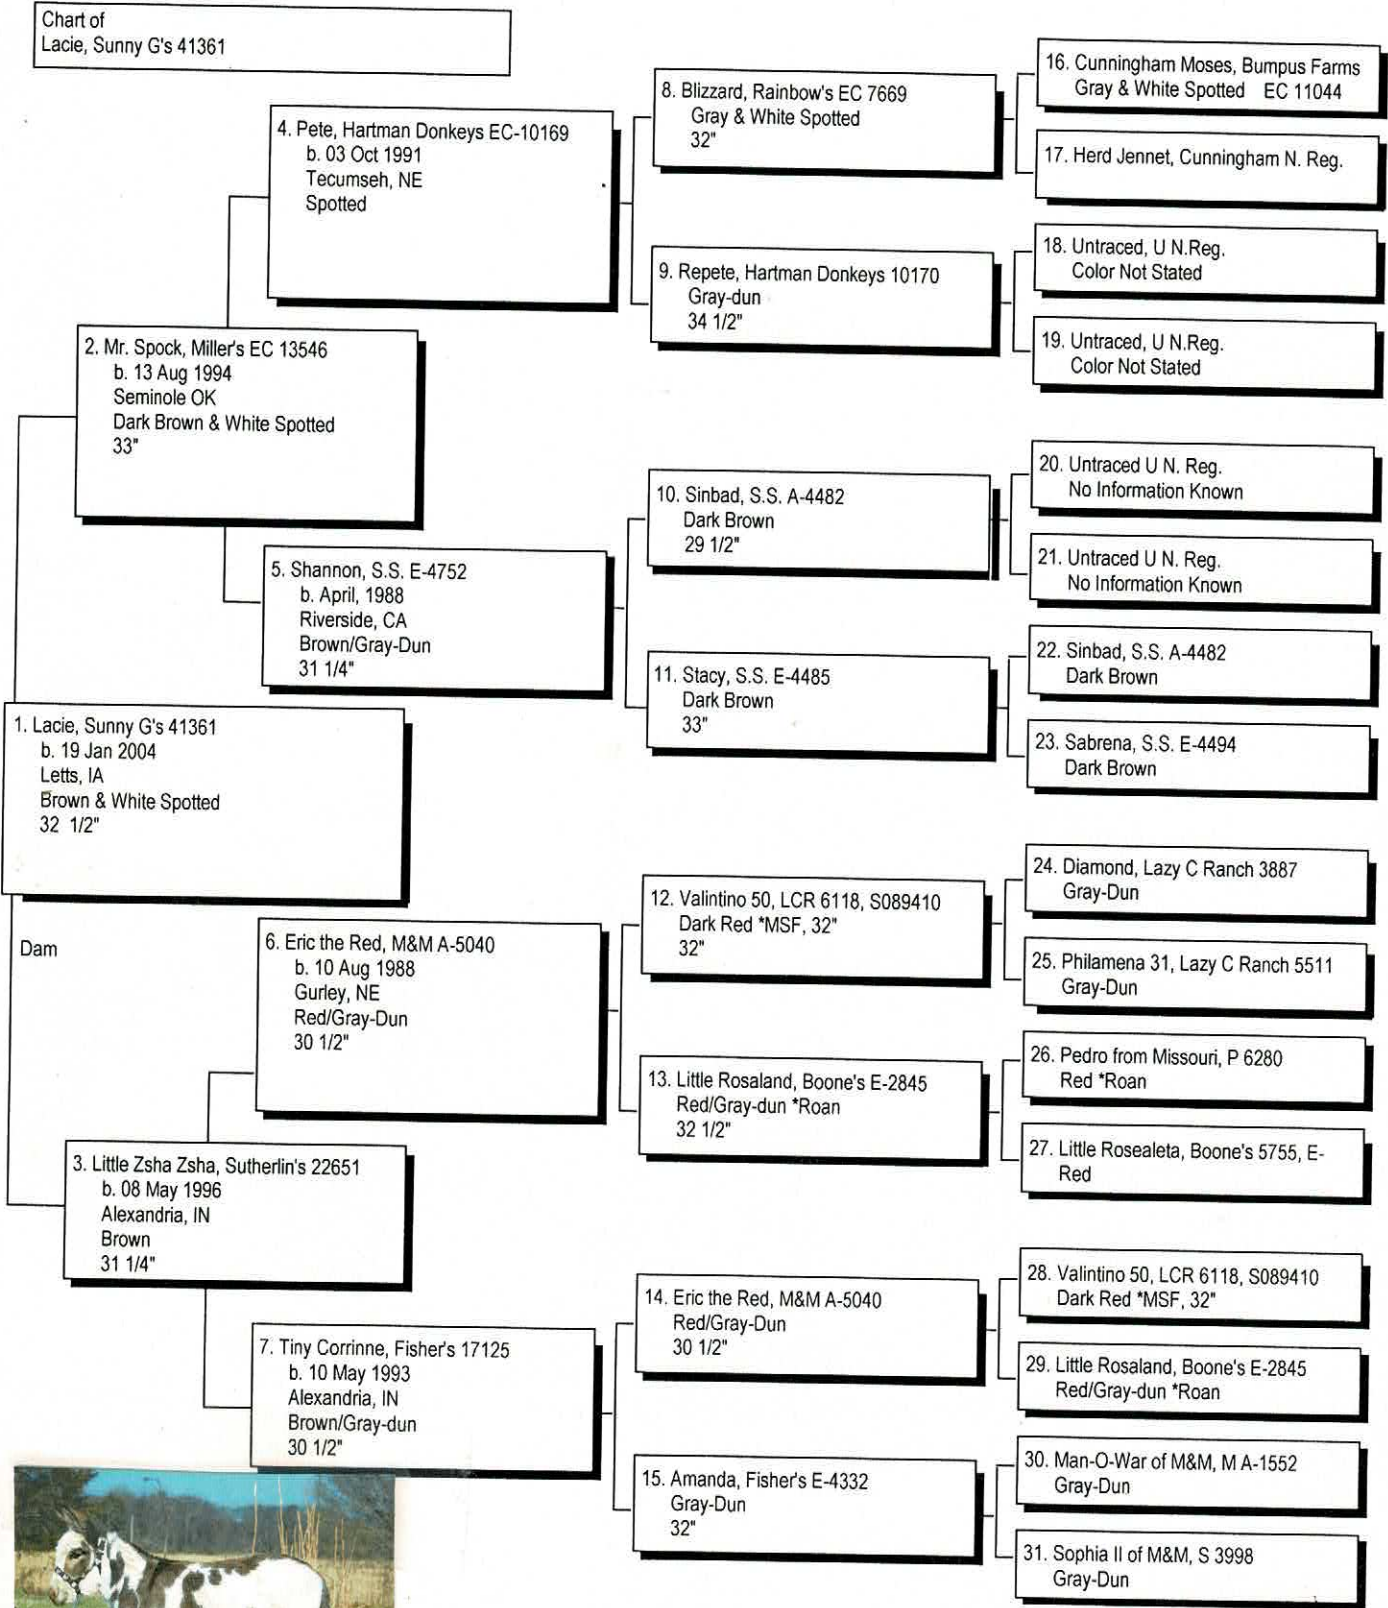 Chart of
Lacie, Sunny G's 41361
1. Lacie, Sunny G's 41361
b. 19 Jan 2004
Letts, IA
Brown & White Spotted
32 1/2"
Dam
2. Mr. Spock, Miller's EC 13546
b. 13 Aug 1994
Seminole OK
Dark Brown & White Spotted
33"
3. Little Zsha Zsha, Sutherlin's 22651
b. 08 May 1996
Alexandria, IN
Brown
31 1/4"
4. Pete, Hartman Donkeys EC-10169
b. 03 Oct 1991
Tecumseh, NE
Spotted
5. Shannon, S.S. E-4752
b. April, 1988
Riverside, CA
Brown/Gray-Dun
31 1/4"
6. Eric the Red, M&M A-5040
b. 10 Aug 1988
Gurley, NE
Red/Gray-Dun
30 1/2"
7. Tiny Corrinne, Fisher's 17125
b. 10 May 1993
Alexandria, IN
Brown/Gray-dun
30 1/2"
8. Blizzard, Rainbow's EC 7669
Gray & White Spotted
32"
9. Repete, Hartman Donkeys 10170
Gray-dun
34 1/2"
10. Sinbad, S.S. A-4482
Dark Brown
29 1/2"
11. Stacy, S.S. E-4485
Dark Brown
33"
12. Valintino 50, LCR 6118, S089410
Dark Red *MSF, 32"
32"
13. Little Rosaland, Boone's E-2845
Red/Gray-dun *Roan
32 1/2"
14. Eric the Red, M&M A-5040
Red/Gray-Dun
30 1/2"
15. Amanda, Fisher's E-4332
Gray-Dun
32"
16. Cunningham Moses, Bumpus Farms
Gray & White Spotted EC 11044
17. Herd Jennet, Cunningham N. Reg.
18. Untraced, U N.Reg.
Color Not Stated
19. Untraced, U N.Reg.
Color Not Stated
20. Untraced U N. Reg.
No Information Known
21. Untraced U N. Reg.
No Information Known
22. Sinbad, S.S. A-4482
Dark Brown
23. Sabrena, S.S. E-4494
Dark Brown
24. Diamond, Lazy C Ranch 3887
Gray-Dun
25. Philamena 31, Lazy C Ranch 5511
Gray-Dun
26. Pedro from Missouri, P 6280
Red *Roan
27. Little Rosealeta, Boone's 5755, E-
Red
28. Valintino 50, LCR 6118, S089410
Dark Red *MSF, 32"
29. Little Rosaland, Boone's E-2845
Red/Gray-dun *Roan
30. Man-O-War of M&M, M A-1552
Gray-Dun
31. Sophia II of M&M, S 3998
Gray-Dun